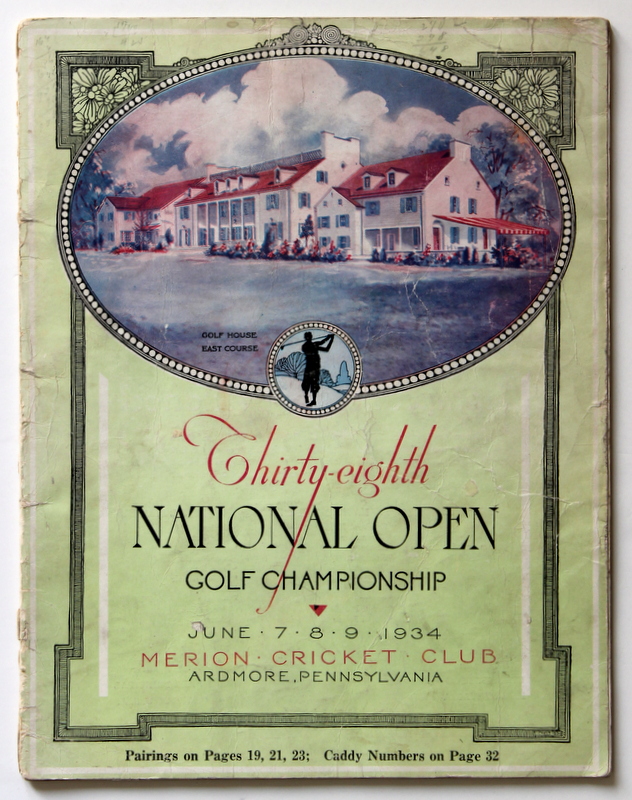 GOLF HOUSE
EAST COURSE
Thirty-eighth
NATIONAL OPEN
GOLF CHAMPIONSHIP
JUNE · 7 · 8 · 9 · 1934
MERION · CRICKET · CLUB
ARDMORE, PENNSYLVANIA
Pairings on Pages 19, 21, 23; Caddy Numbers on Page 32